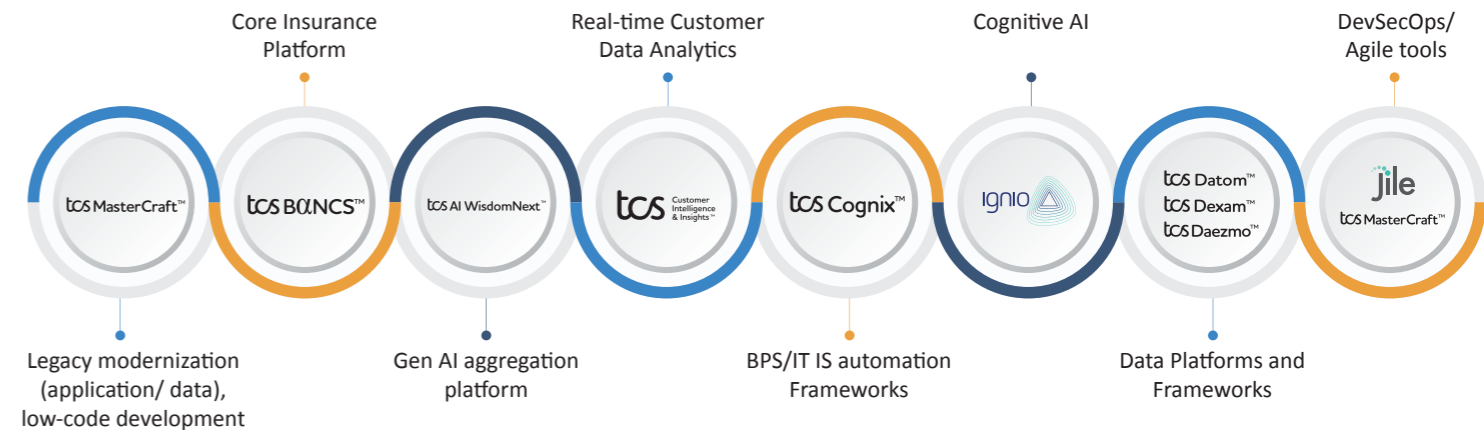 Core Insurance
Platform
Real-time Customer
Data Analytics
Cognitive AI
DevSecOps/
Agile tools
tcs MasterCraft™
tcs BαNCS™
tcs AI WisdomNext™
tcs Customer
Intelligence
& Insights™
tcs Cognix™
ignio
tcs Datom™
tcs Dexam™
tcs Daezmo™
jile
tcs MasterCraft™
Legacy modernization
(application/ data),
low-code development
Gen AI aggregation
platform
BPS/IT IS automation
Frameworks
Data Platforms and
Frameworks